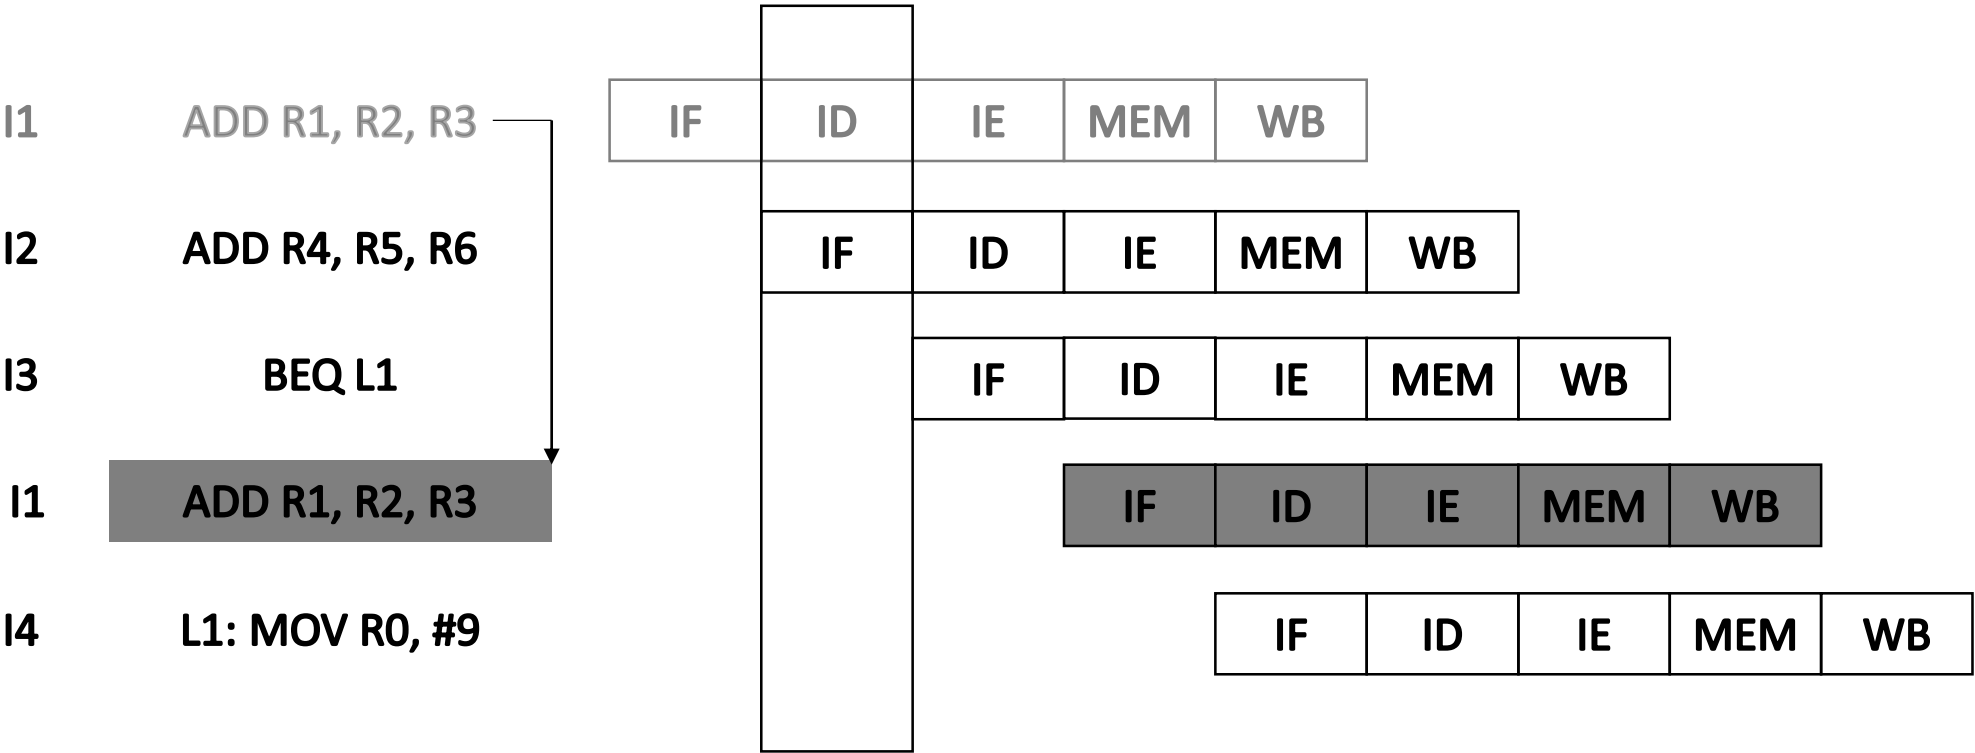 I1 ADD R1, R2, R3 IF ID IE MEM WB
I2 ADD R4, R5, R6 IF ID IE MEM WB
I3 BEQ L1 IF ID IE MEM WB
I1 ADD R1, R2, R3 IF ID IE MEM WB
I4 L1: MOV R0, #9 IF ID IE MEM WB